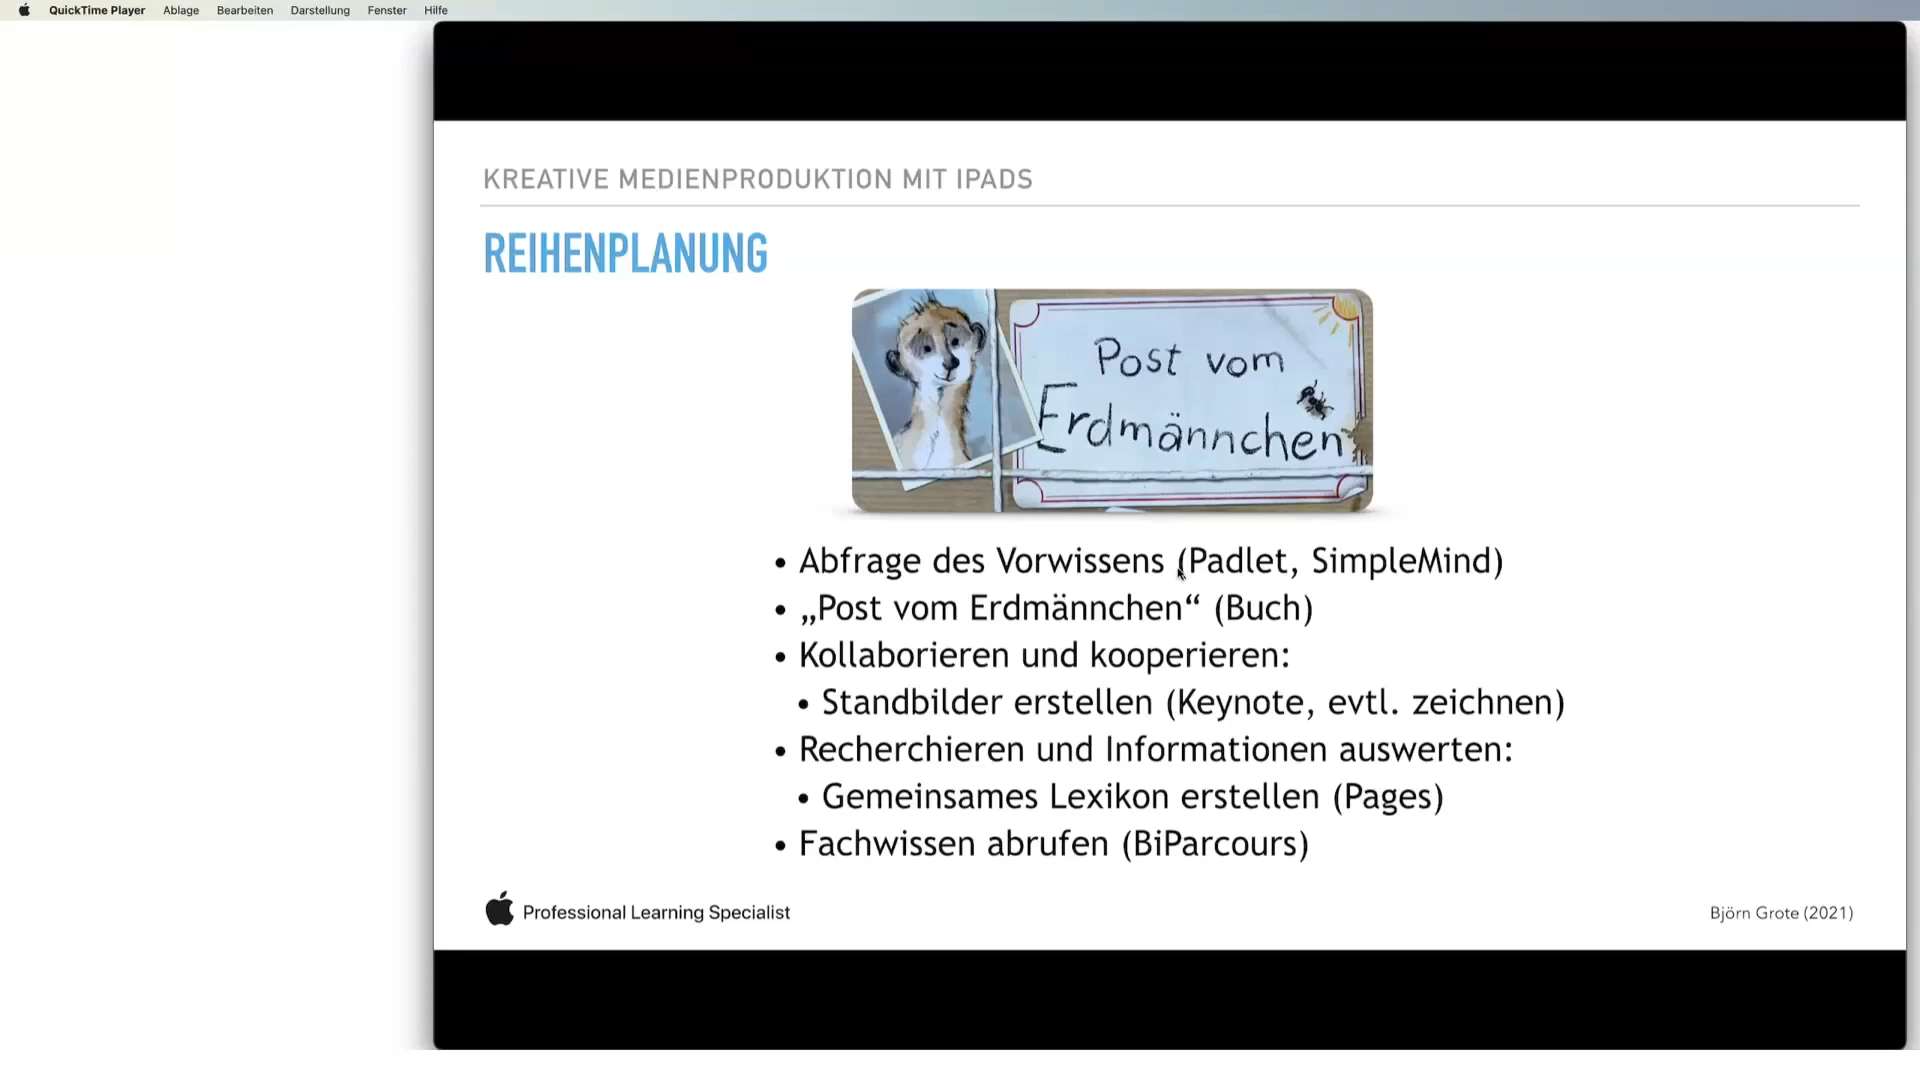 QuickTime Player Ablage Bearbeiten Darstellung Fenster Hilfe
KREATIVE MEDIENPRODUKTION MIT IPADS
REIHENPLANUNG
Post vom
Erdmännchen
• Abfrage des Vorwissens (Padlet, SimpleMind)
• „Post vom Erdmännchen“ (Buch)
• Kollaborieren und kooperieren:
• Standbilder erstellen (Keynote, evtl. zeichnen)
• Recherchieren und Informationen auswerten:
• Gemeinsames Lexikon erstellen (Pages)
• Fachwissen abrufen (BiParcours)
Professional Learning Specialist
Björn Grote (2021)